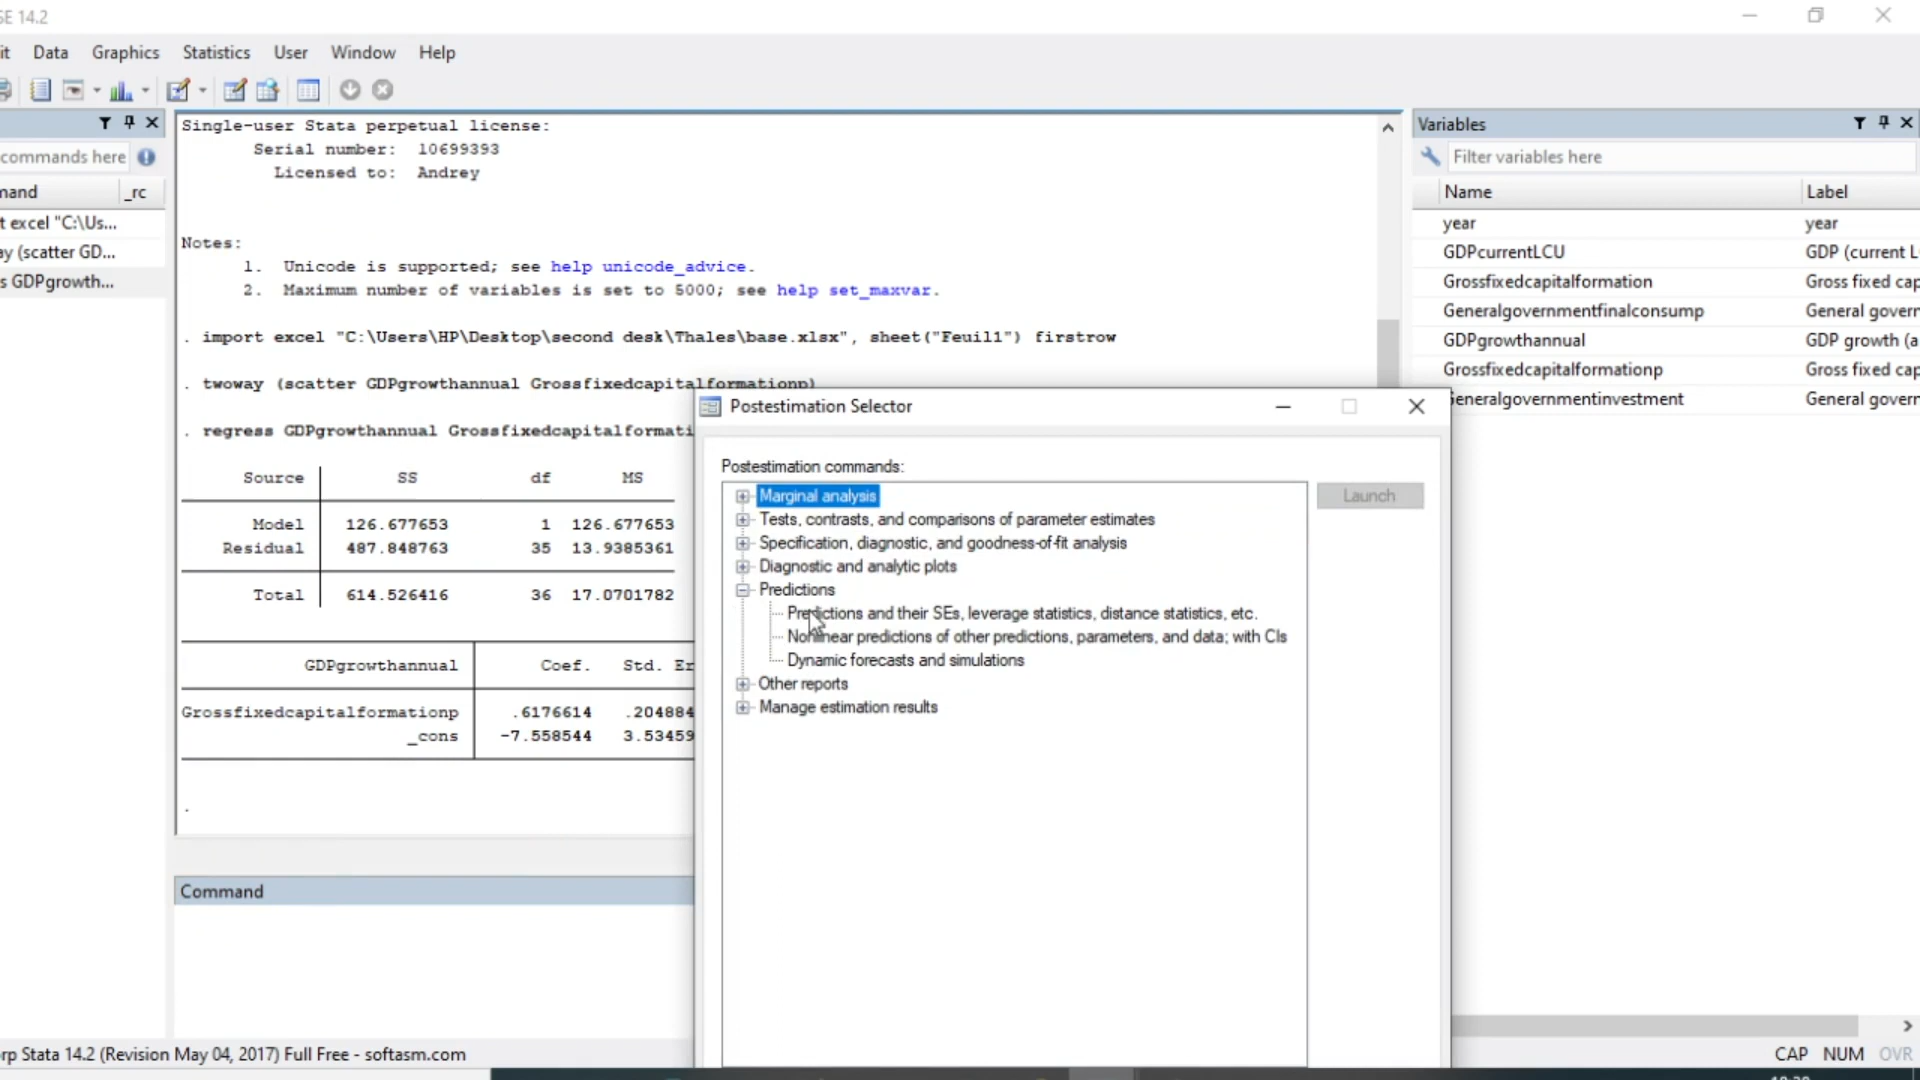 SE 14.2
it Data Graphics Statistics User Window Help
commands here
mand _rc
t excel "C:\Us...
ay (scatter GD...
s GDPgrowth...
Single-user Stata perpetual license:
Serial number: 10699393
Licensed to: Andrey
Notes:
1. Unicode is supported; see help unicode_advice.
2. Maximum number of variables is set to 5000; see help set_maxvar.
. import excel "C:\Users\HP\Desktop\second desk\Thales\base.xlsx", sheet("Feuil1") firstrow
. twoway (scatter GDPgrowthannual Grossfixedcapitalformationp)
. regress GDPgrowthannual Grossfixedcapitalformati
Source SS df MS
Model 126.677653 1 126.677653
Residual 487.848763 35 13.9385361
Total 614.526416 36 17.0701782
GDPgrowthannual Coef. Std. Er
Grossfixedcapitalformationp .6176614 .204884
_cons -7.558544 3.53459
.
Command
Postestimation Selector
Postestimation commands:
Marginal analysis
Launch
Tests, contrasts, and comparisons of parameter estimates
Specification, diagnostic, and goodness-of-fit analysis
Diagnostic and analytic plots
Predictions
Predictions and their SEs, leverage statistics, distance statistics, etc.
Nonlinear predictions of other predictions, parameters, and data; with CIs
Dynamic forecasts and simulations
Other reports
Manage estimation results
Variables
Filter variables here
Name Label
year year
GDPcurrentLCU GDP (current L
Grossfixedcapitalformation Gross fixed cap
Generalgovernmentfinalconsump General govern
GDPgrowthannual GDP growth (a
Grossfixedcapitalformationp Gross fixed cap
Generalgovernmentinvestment General govern
rp Stata 14.2 (Revision May 04, 2017) Full Free - softasm.com
CAP NUM OVR